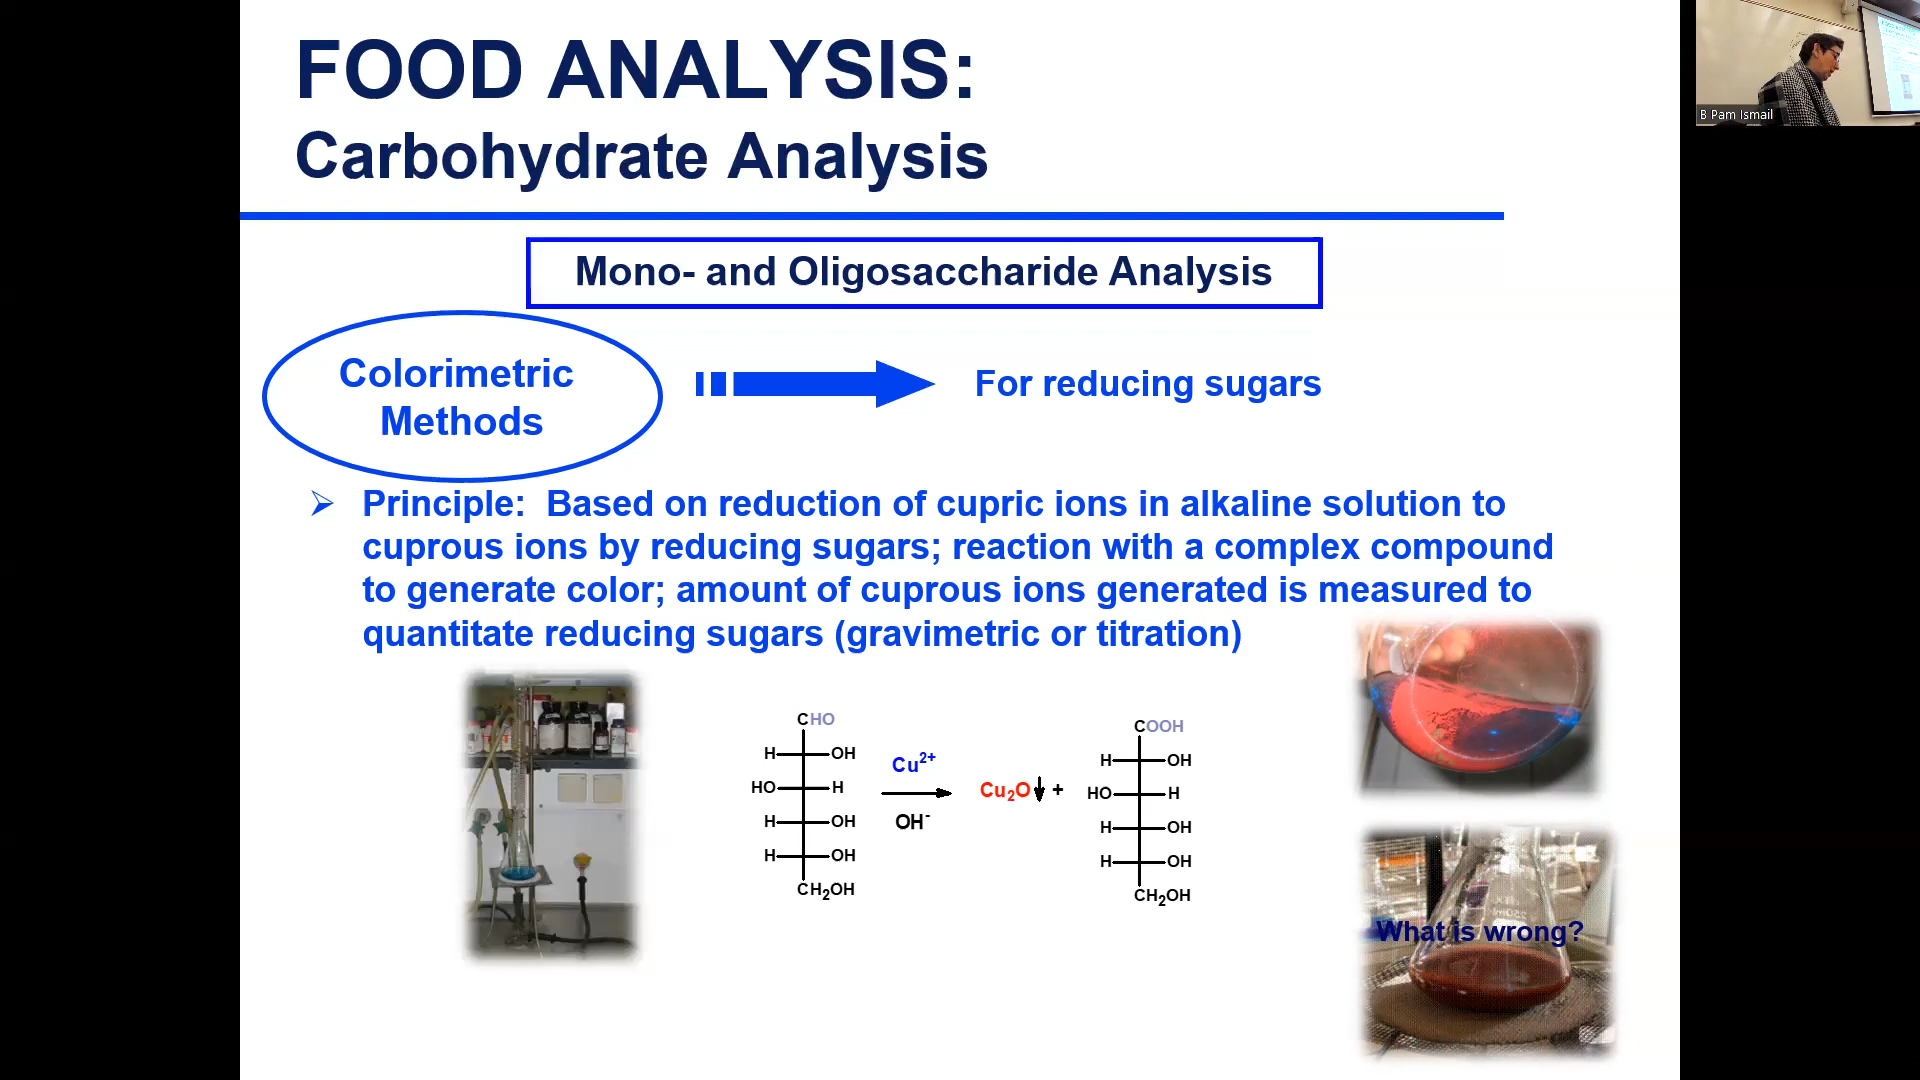 FOOD ANALYSIS:
Carbohydrate Analysis
B Pam Ismail
Mono- and Oligosaccharide Analysis
Colorimetric
Methods
For reducing sugars
➢ Principle: Based on reduction of cupric ions in alkaline solution to
cuprous ions by reducing sugars; reaction with a complex compound
to generate color; amount of cuprous ions generated is measured to
quantitate reducing sugars (gravimetric or titration)
CHO
H OH
HO H
H OH
H OH
CH₂OH
Cu²⁺
OH⁻
Cu₂O↓ +
COOH
H OH
HO H
H OH
H OH
CH₂OH
What is wrong?